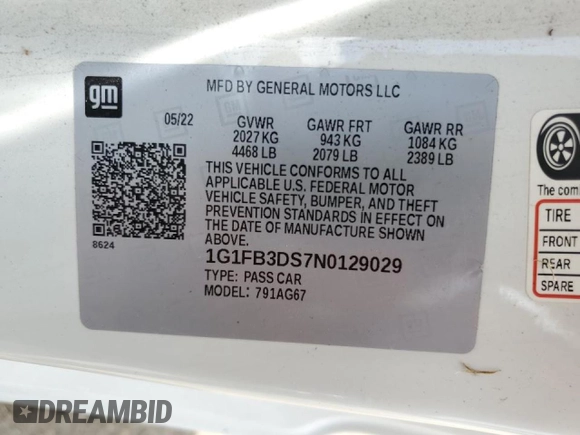 gm
MFD BY GENERAL MOTORS LLC
05/22 GVWR GAWR FRT GAWR RR
2027 KG 943 KG 1084 KG
4468 LB 2079 LB 2389 LB
THIS VEHICLE CONFORMS TO ALL
APPLICABLE U.S. FEDERAL MOTOR
VEHICLE SAFETY, BUMPER, AND THEFT
PREVENTION STANDARDS IN EFFECT ON
THE DATE OF MANUFACTURE SHOWN
ABOVE.
8624
1G1FB3DS7N0129029
TYPE: PASS CAR
MODEL: 791AG67
The com
TIRE
FRONT
REAR
SPARE
DREAMBID